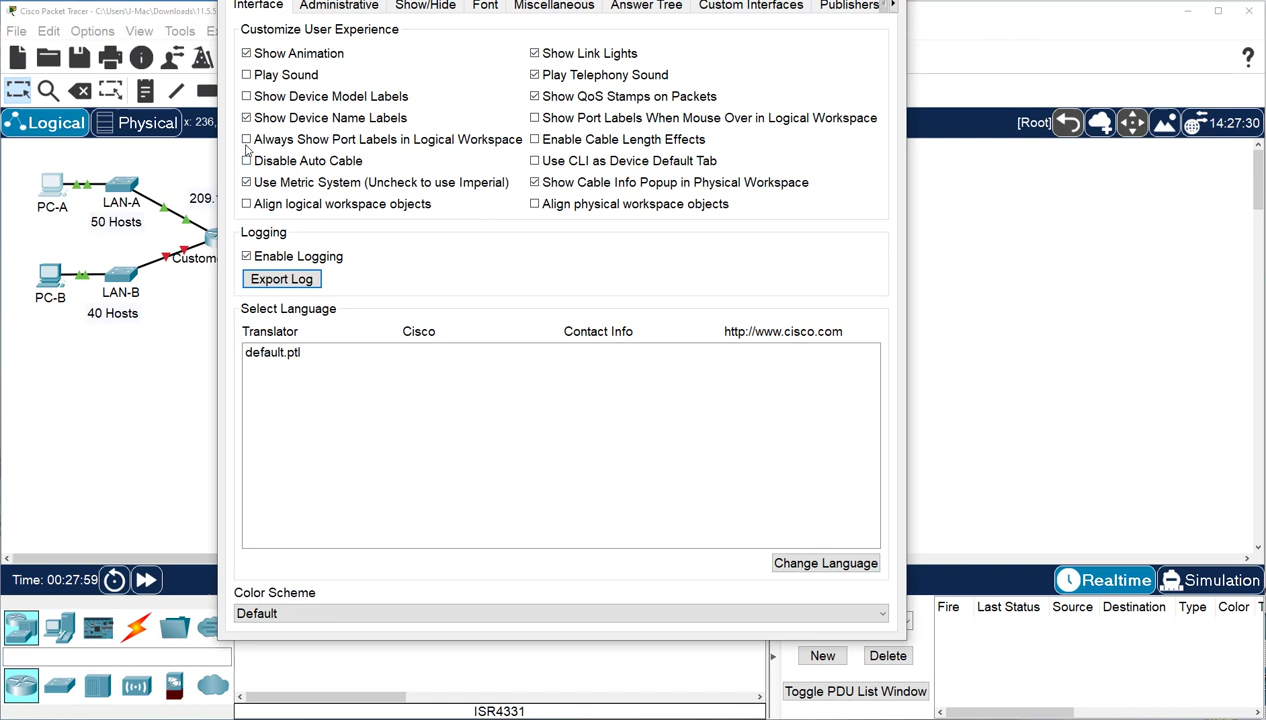 Cisco Packet Tracer - C:\Users\J-Mac\Downloads\11.5.5
File Edit Options View Tools
Logical Physical x: 236,
[Root] 14:27:30
Interface Administrative Show/Hide Font Miscellaneous Answer Tree Custom Interfaces Publishers
Customize User Experience
Show Animation
Show Link Lights
Play Sound
Play Telephony Sound
Show Device Model Labels
Show QoS Stamps on Packets
Show Device Name Labels
Show Port Labels When Mouse Over in Logical Workspace
Always Show Port Labels in Logical Workspace
Enable Cable Length Effects
Disable Auto Cable
Use CLI as Device Default Tab
Use Metric System (Uncheck to use Imperial)
Show Cable Info Popup in Physical Workspace
Align logical workspace objects
Align physical workspace objects
Logging
Enable Logging
Export Log
Select Language
Translator Cisco Contact Info http://www.cisco.com
default.ptl
Change Language
Color Scheme
Default
PC-A
LAN-A
209.
50 Hosts
Custome
PC-B
LAN-B
40 Hosts
Time: 00:27:59
Realtime Simulation
Fire Last Status Source Destination Type Color
New Delete
Toggle PDU List Window
ISR4331